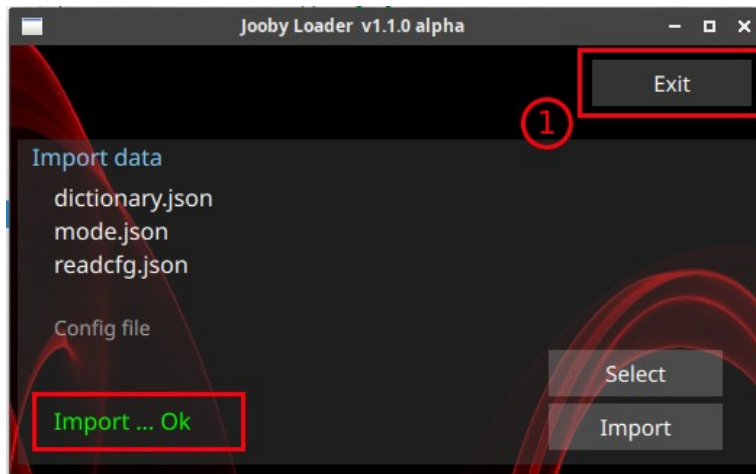 Jooby Loader v1.1.0 alpha
Exit
1
Import data
dictionary.json
mode.json
readcfg.json
Config file
Select
Import ... Ok
Import